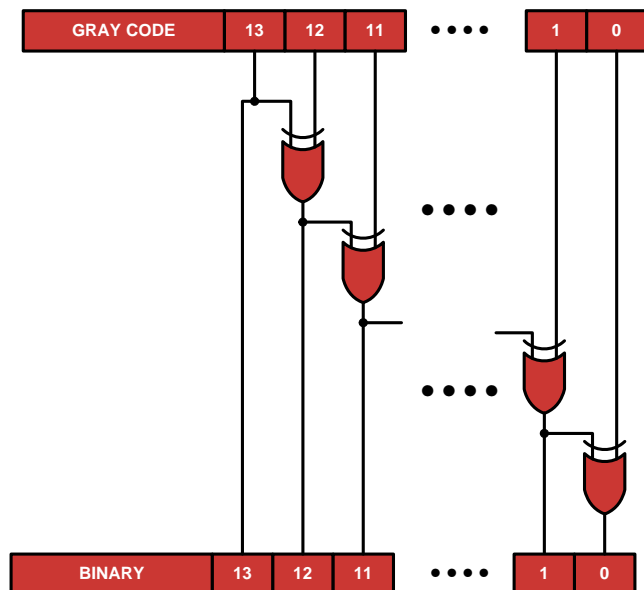 GRAY CODE 13 12 11 •••• 1 0
BINARY 13 12 11 •••• 1 0